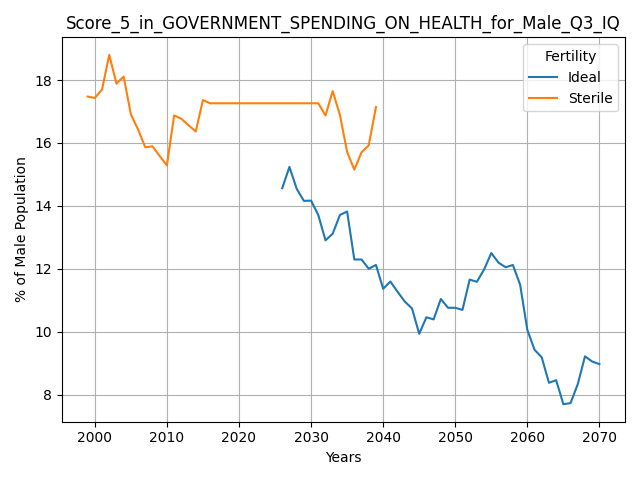 Score_5_in_GOVERNMENT_SPENDING_ON_HEALTH_for_Male_Q3_IQ
Fertility
Ideal
Sterile
% of Male Population
18
16
14
12
10
8
2000 2010 2020 2030 2040 2050 2060 2070
Years